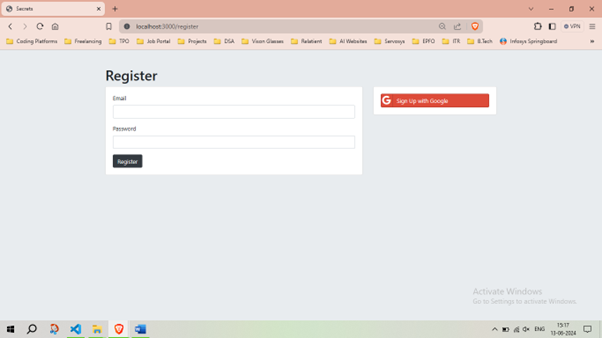 Secrets
localhost:3000/register
VPN
Coding Platforms Freelancing TPO Job Portal Projects DSA Vison Glasses Relatient AI Websites Servosys EPFO ITR B.Tech Infosys Springboard
Register
Email
Sign Up with Google
Password
Register
Activate Windows
Go to Settings to activate Windows.
ENG
15:17
13-06-2024